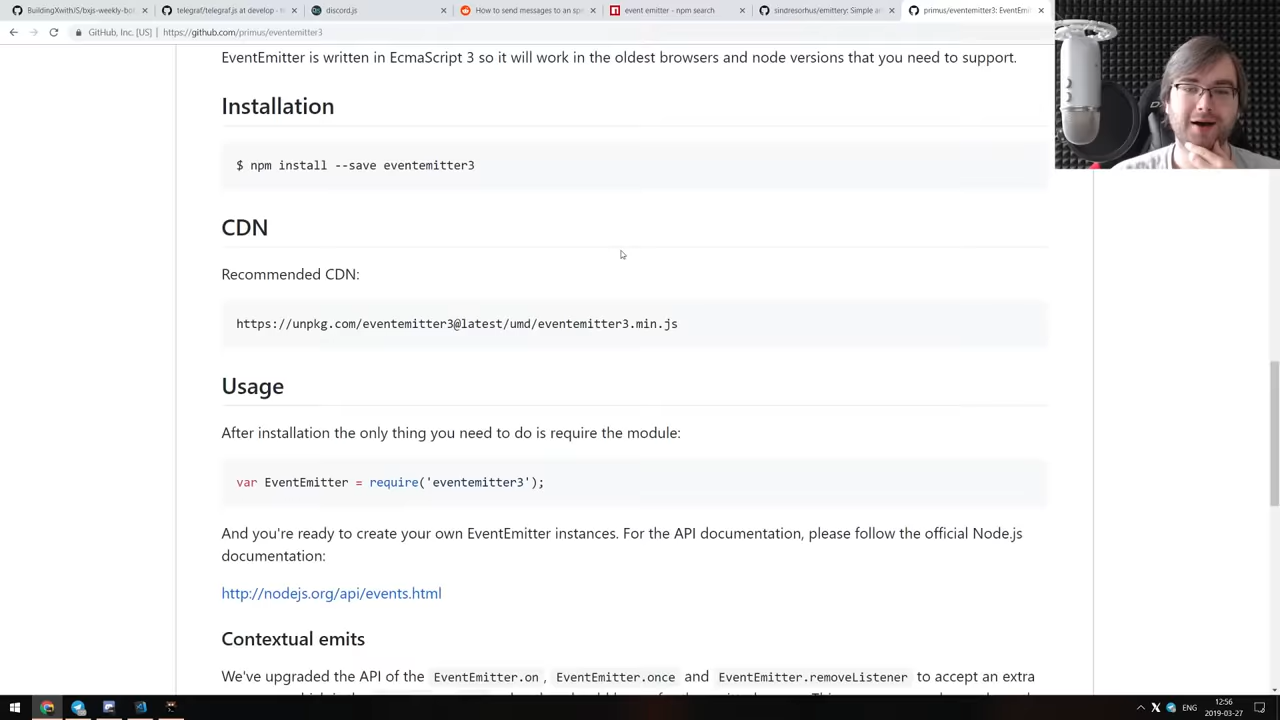 BuildingXwithJS/bxjs-weekly-bot
telegraf/telegraf.js at develop ·
discord.js
How to send messages to an spe
event emitter - npm search
sindresorhus/emittery: Simple an
primus/eventemitter3: EventEmit
GitHub, Inc. [US]
https://github.com/primus/eventemitter3
EventEmitter is written in EcmaScript 3 so it will work in the oldest browsers and node versions that you need to support.
Installation
$ npm install --save eventemitter3
CDN
Recommended CDN:
https://unpkg.com/eventemitter3@latest/umd/eventemitter3.min.js
Usage
After installation the only thing you need to do is require the module:
var EventEmitter = require('eventemitter3');
And you're ready to create your own EventEmitter instances. For the API documentation, please follow the official Node.js
documentation:
http://nodejs.org/api/events.html
Contextual emits
We've upgraded the API of the EventEmitter.on, EventEmitter.once and EventEmitter.removeListener to accept an extra
ENG
12:56
2019-03-27